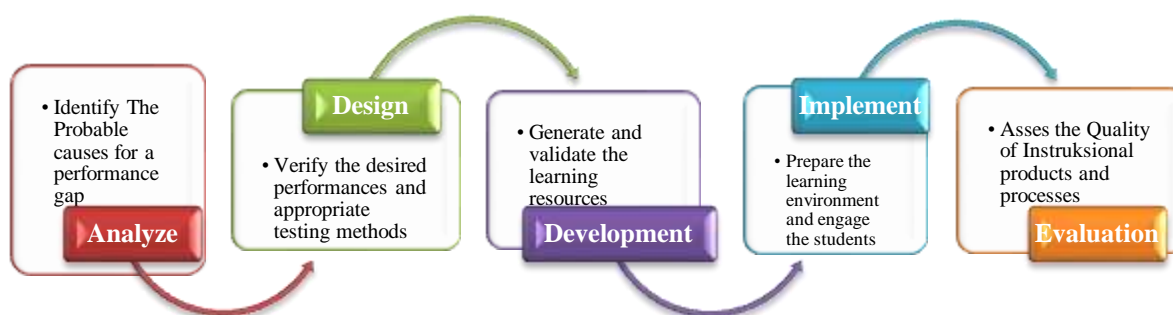 • Identify The
Probable
causes for a
performance
gap
Analyze
Design
• Verify the desired
performances and
appropriate
testing methods
• Generate and
validate the
learning
resources
Development
Implement
• Prepare the
learning
environment
and engage
the students
• Asses the Quality
of Instruksional
products and
processes
Evaluation